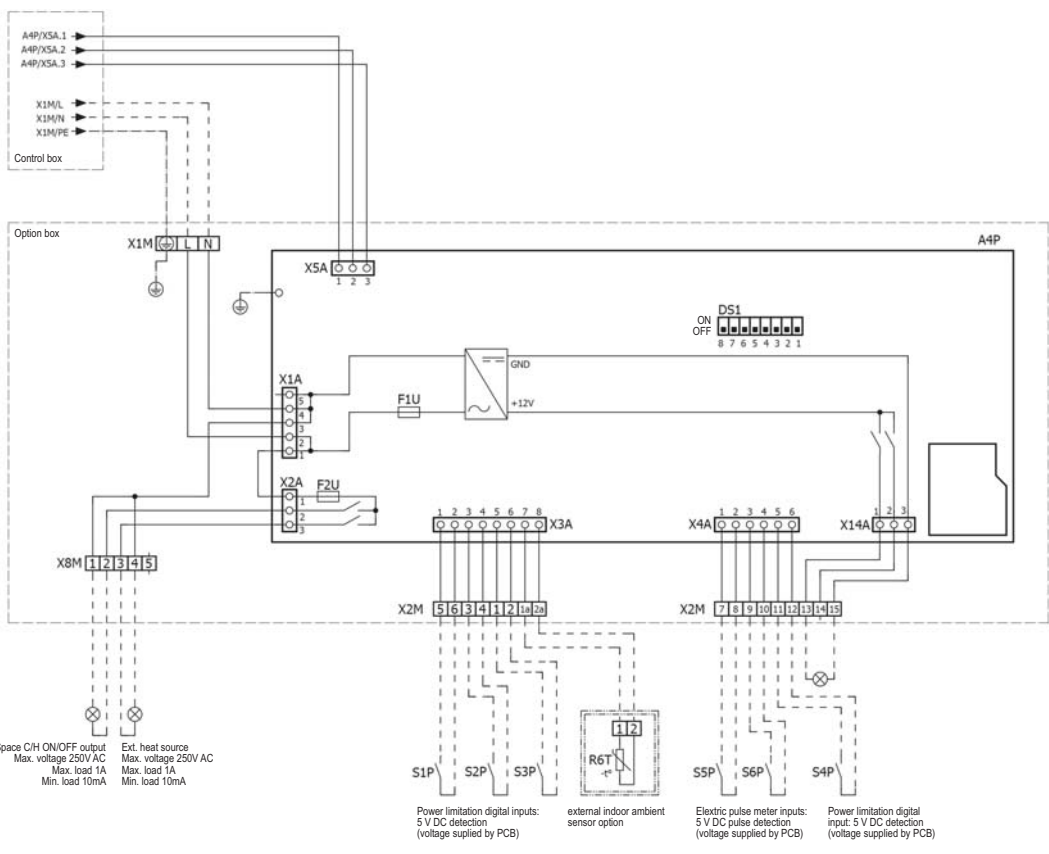 A4P/X5A.1
A4P/X5A.2
A4P/X5A.3
X1M/L
X1M/N
X1M/PE
Control box
Option box
X1M L N
A4P
X5A
1 2 3
DS1
ON
OFF
8 7 6 5 4 3 2 1
GND
X1A
F1U
+12V
5
4
3
2
1
X2A
F2U
1
2
3
1 2 3 4 5 6 7 8
X3A
1 2 3 4 5 6
X4A
1 2 3
X14A
X8M 1 2 3 4 5
X2M 5 6 3 4 1 2 1a 2a
X2M 7 8 9 10 11 12 13 14 15
1 2
R6T
-t°
S1P
S2P
S3P
S5P
S6P
S4P
Space C/H ON/OFF output
Max. voltage 250V AC
Max. load 1A
Min. load 10mA
Ext. heat source
Max. voltage 250V AC
Max. load 1A
Min. load 10mA
Power limitation digital inputs:
5 V DC detection
(voltage suplied by PCB)
external indoor ambient
sensor option
Elextric pulse meter inputs:
5 V DC pulse detection
(voltage supplied by PCB)
Power limitation digital
input: 5 V DC detection
(voltage supplied by PCB)